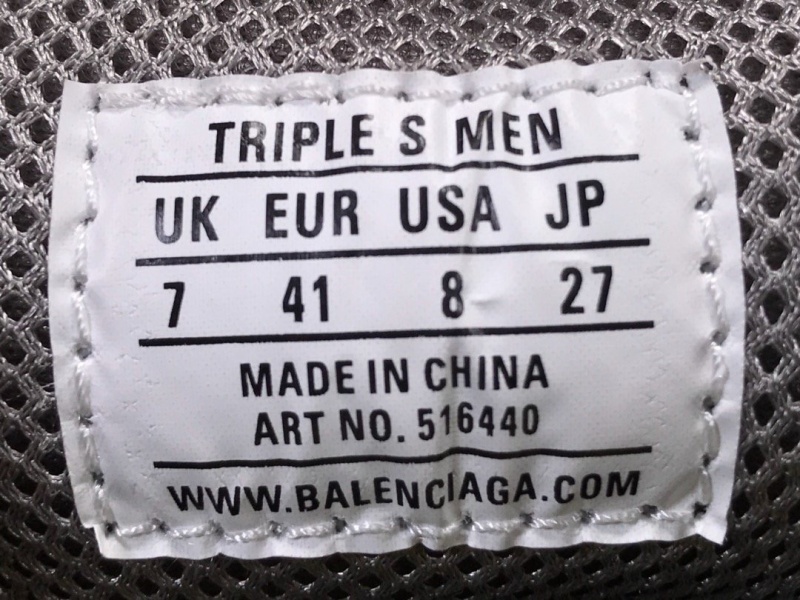 TRIPLE S MEN
UK EUR USA JP
7 41 8 27
MADE IN CHINA
ART NO. 516440
WWW.BALENCIAGA.COM